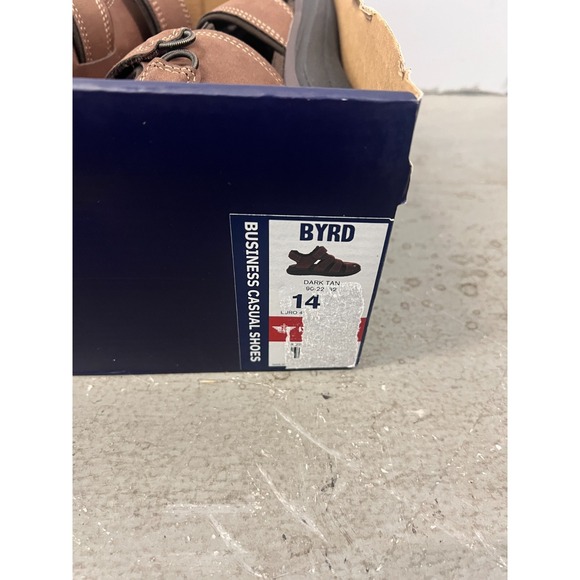 BUSINESS CASUAL SHOES
BYRD
DARK TAN
14